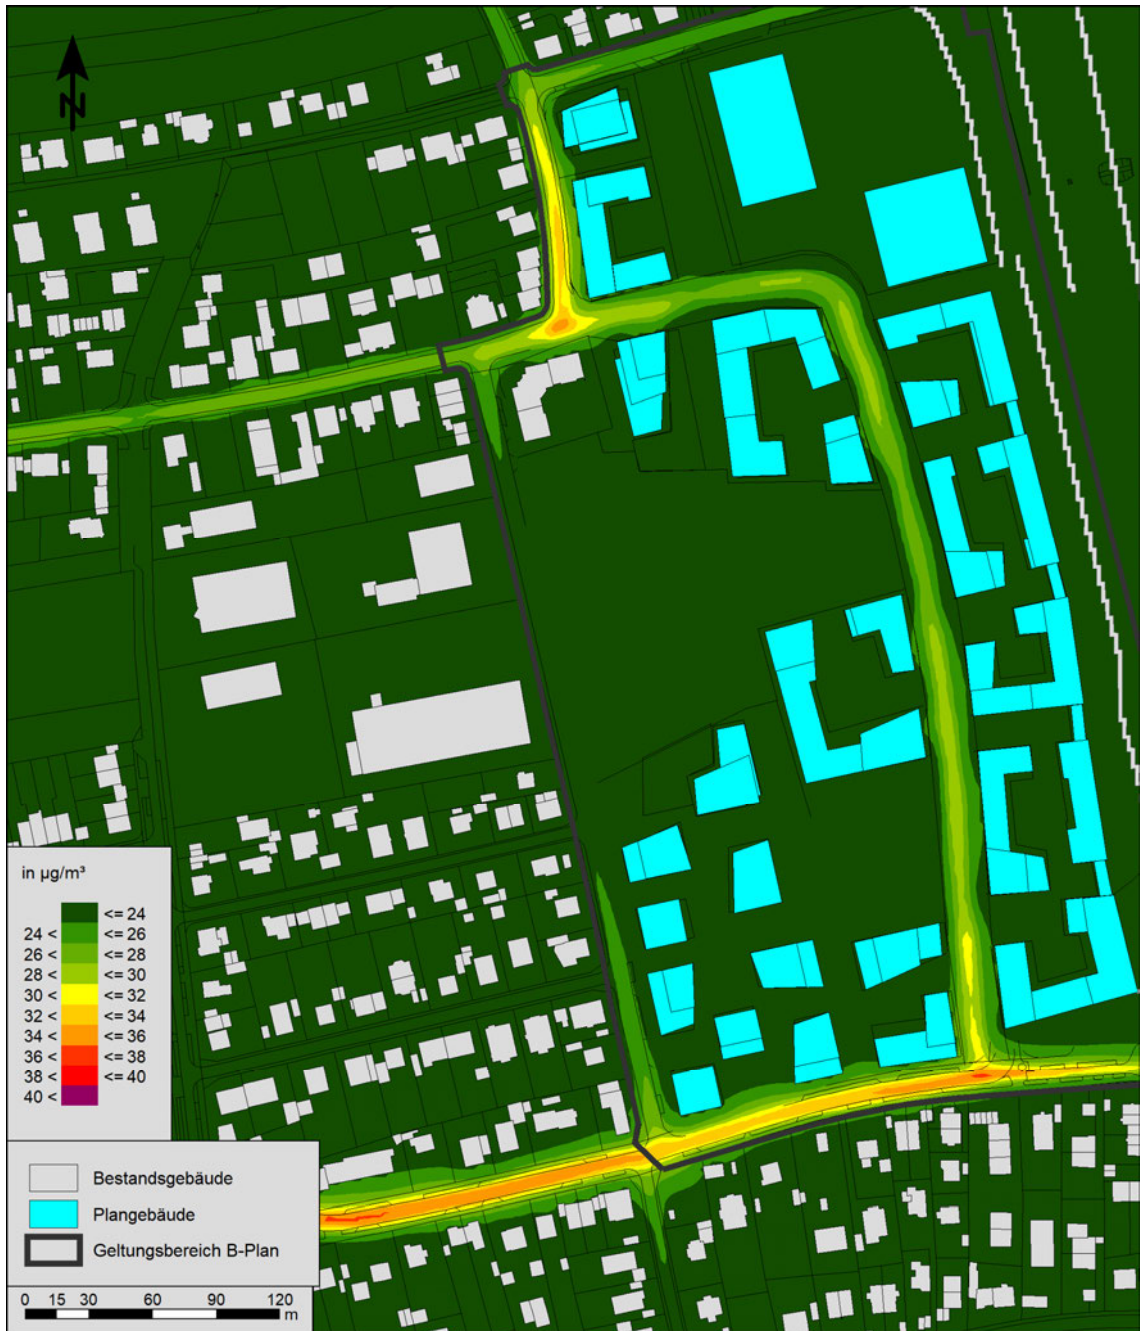 N
in µg/m³
<= 24
24 < <= 26
26 < <= 28
28 < <= 30
30 < <= 32
32 < <= 34
34 < <= 36
36 < <= 38
38 < <= 40
40 <
Bestandsgebäude
Plangebäude
Geltungsbereich B-Plan
0 15 30 60 90 120
m